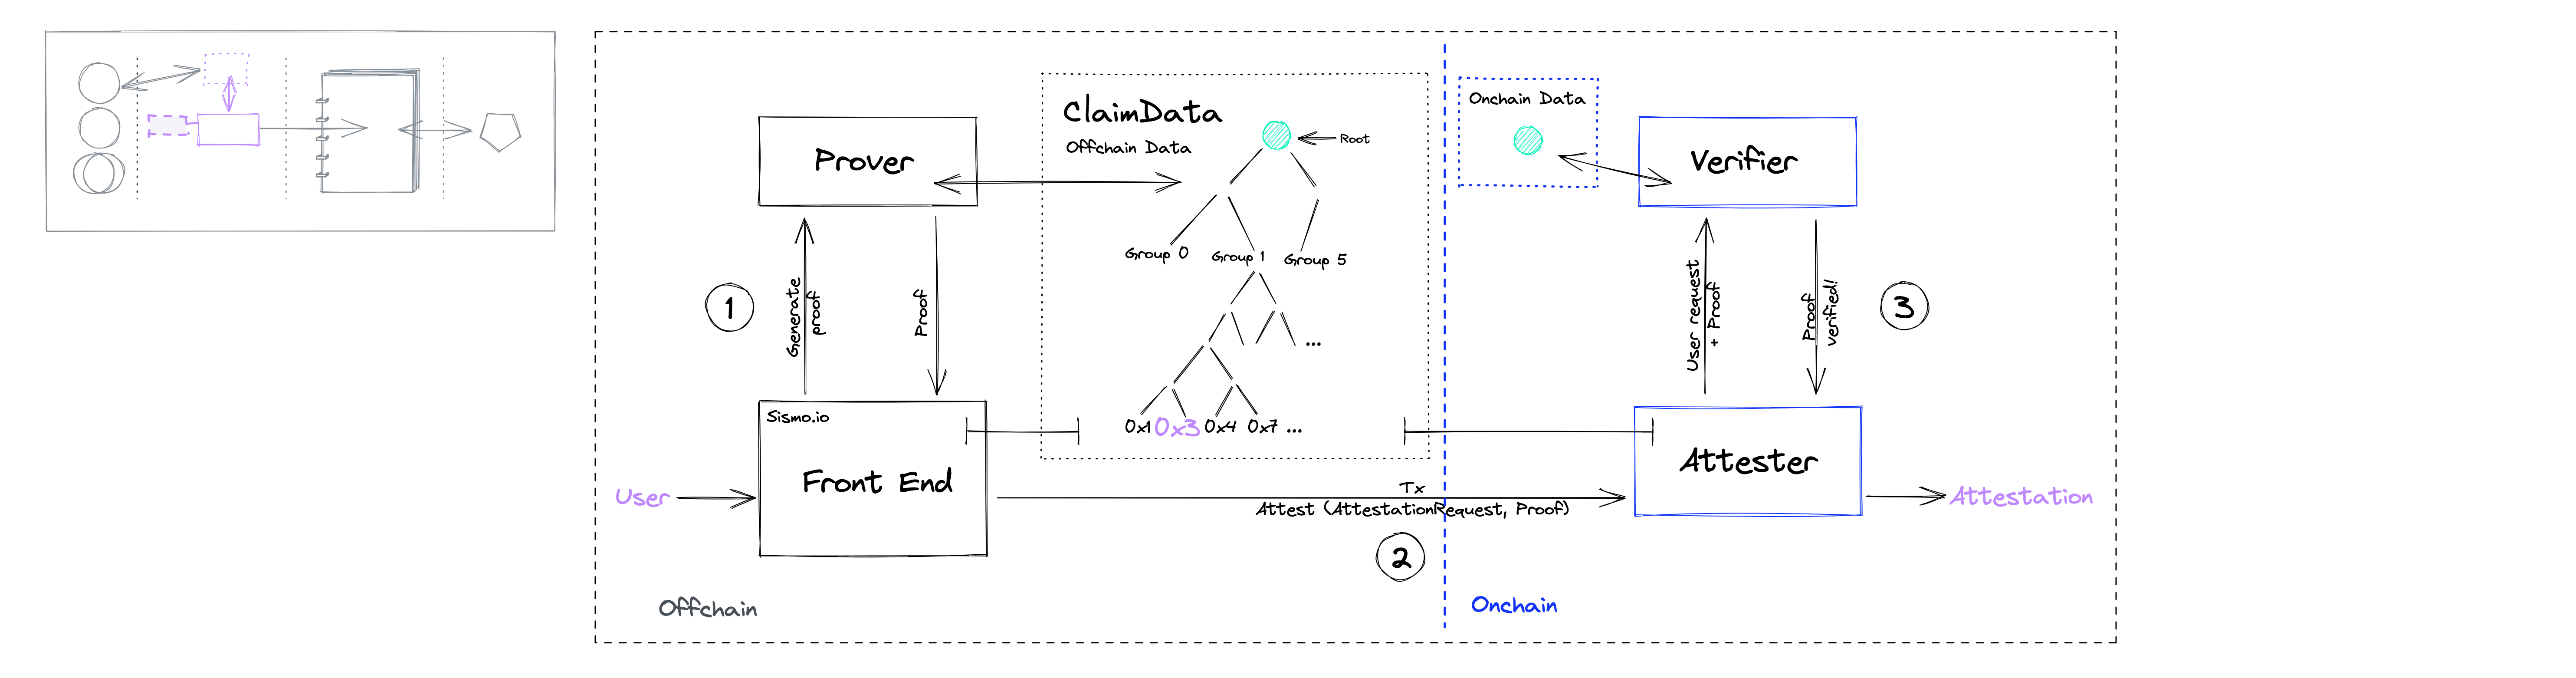 ClaimData
Offchain Data
Root
Group 0
Group 1
Group 5
...
0x1
0x3
0x4
0x7
...
Prover
1
Generate
proof
Proof
Sismo.io
Front End
User
Tx
Attest (AttestationRequest, Proof)
2
Offchain
Onchain Data
Verifier
User request
+ Proof
Proof
verified!
3
Attester
Attestation
Onchain